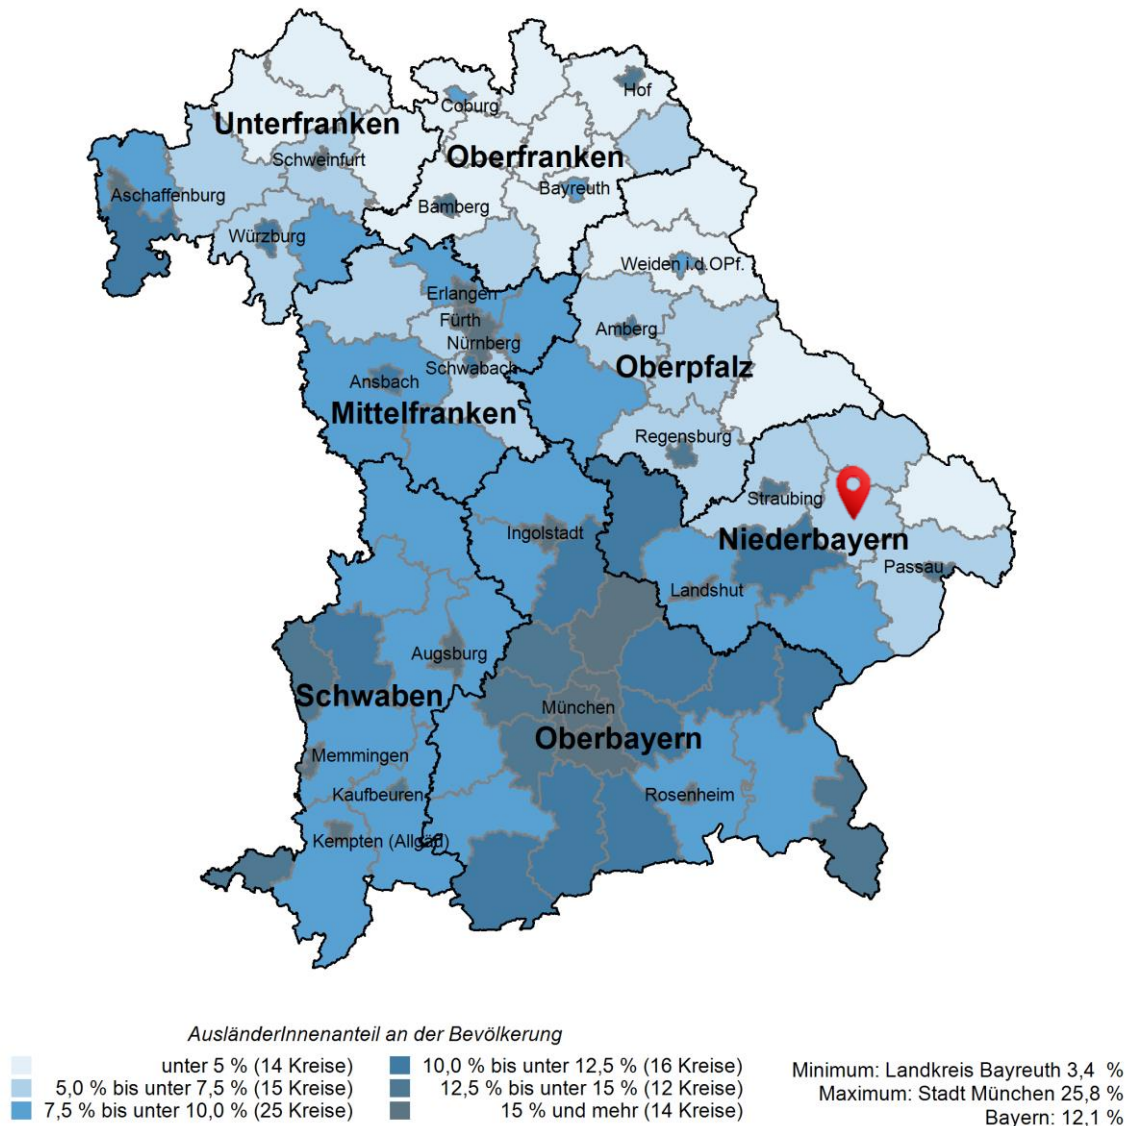 Hof
Coburg
Unterfranken
Oberfranken
Schweinfurt
Bayreuth
Aschaffenburg
Bamberg
Würzburg
Weiden i.d.OPf.
Erlangen
Fürth
Amberg
Nürnberg
Schwabach
Oberpfalz
Ansbach
Mittelfranken
Regensburg
Straubing
Ingolstadt
Niederbayern
Passau
Landshut
Augsburg
Schwaben
München
Oberbayern
Memmingen
Kaufbeuren
Rosenheim
Kempten (Allgäu)
AusländerInnenanteil an der Bevölkerung
unter 5 % (14 Kreise)
5,0 % bis unter 7,5 % (15 Kreise)
7,5 % bis unter 10,0 % (25 Kreise)
10,0 % bis unter 12,5 % (16 Kreise)
12,5 % bis unter 15 % (12 Kreise)
15 % und mehr (14 Kreise)
Minimum: Landkreis Bayreuth 3,4 %
Maximum: Stadt München 25,8 %
Bayern: 12,1 %